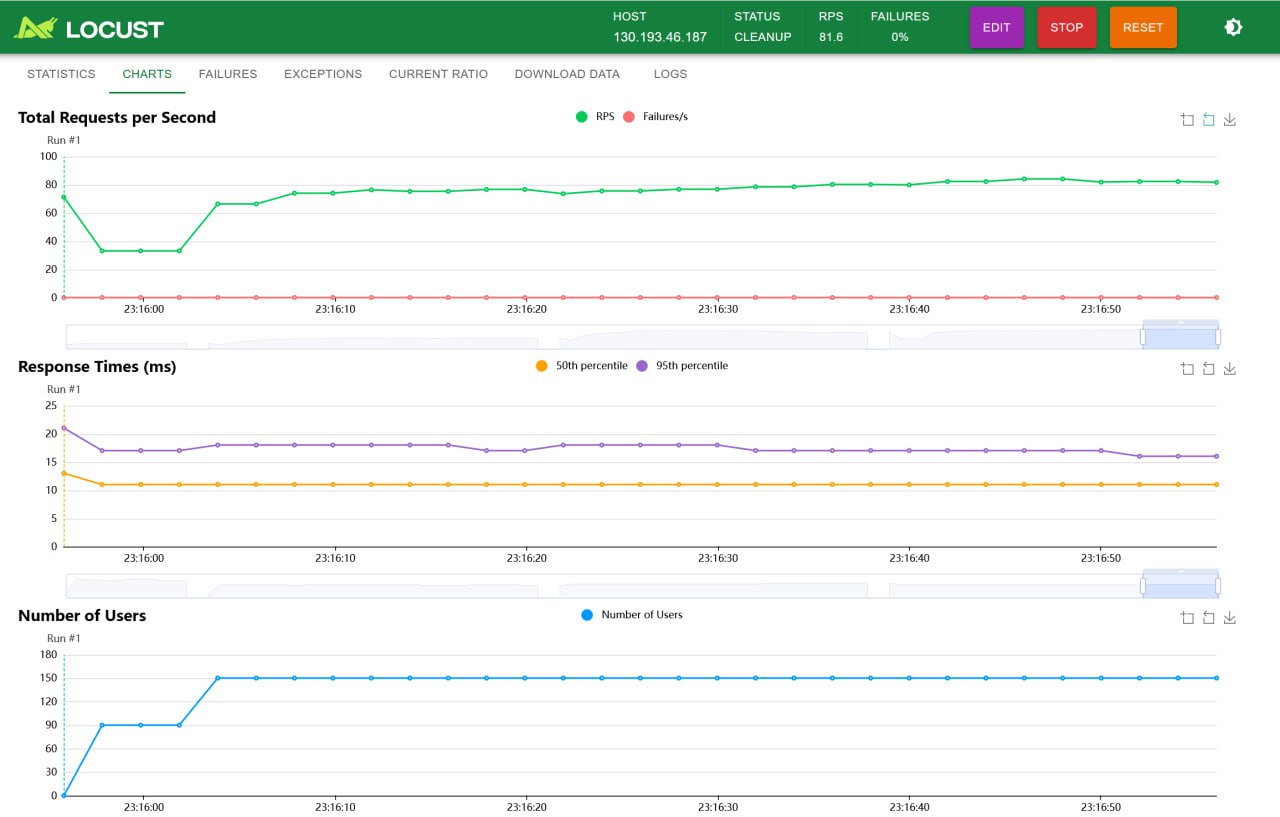 LOCUST
HOST STATUS RPS FAILURES
130.193.46.187 CLEANUP 81.6 0%
EDIT STOP RESET
STATISTICS CHARTS FAILURES EXCEPTIONS CURRENT RATIO DOWNLOAD DATA LOGS
Total Requests per Second
RPS Failures/s
Run #1
100
80
60
40
20
0
23:16:00 23:16:10 23:16:20 23:16:30 23:16:40 23:16:50
Response Times (ms)
50th percentile 95th percentile
Run #1
25
20
15
10
5
0
23:16:00 23:16:10 23:16:20 23:16:30 23:16:40 23:16:50
Number of Users
Number of Users
Run #1
180
150
120
90
60
30
0
23:16:00 23:16:10 23:16:20 23:16:30 23:16:40 23:16:50